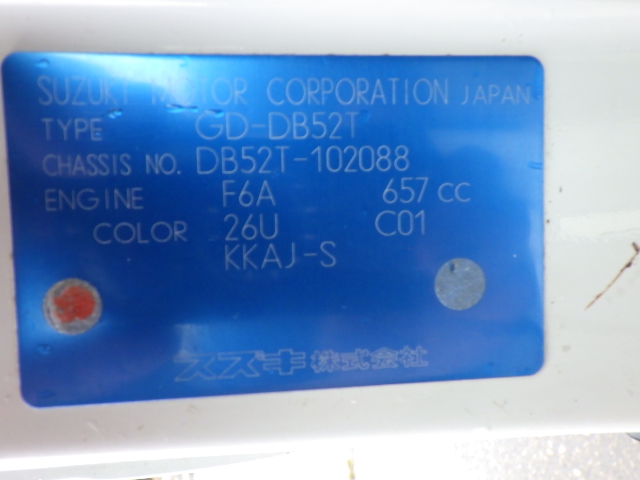 SUZUKI MOTOR CORPORATION JAPAN
TYPE GD-DB52T
CHASSIS NO. DB52T-102088
ENGINE F6A 657 cc
COLOR 26U C01
KKAJ-S
スズキ株式会社